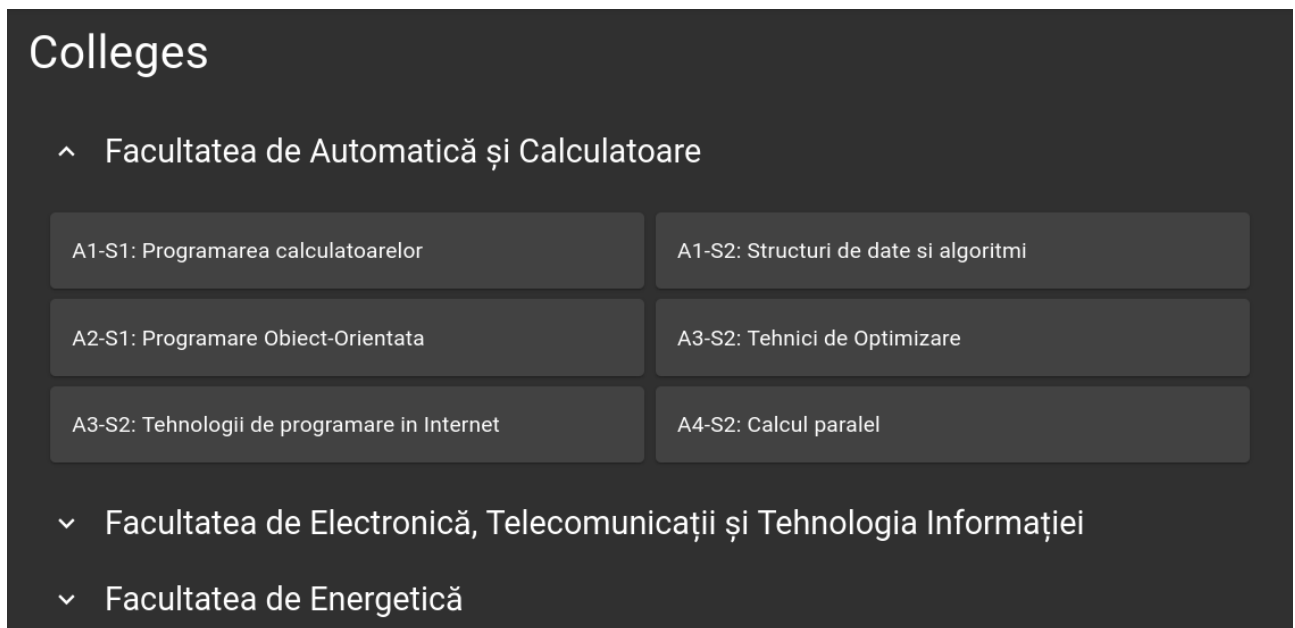 Colleges
Facultatea de Automatică și Calculatoare
A1-S1: Programarea calculatoarelor
A1-S2: Structuri de date si algoritmi
A2-S1: Programare Obiect-Orientata
A3-S2: Tehnici de Optimizare
A3-S2: Tehnologii de programare in Internet
A4-S2: Calcul paralel
Facultatea de Electronică, Telecomunicații și Tehnologia Informației
Facultatea de Energetică